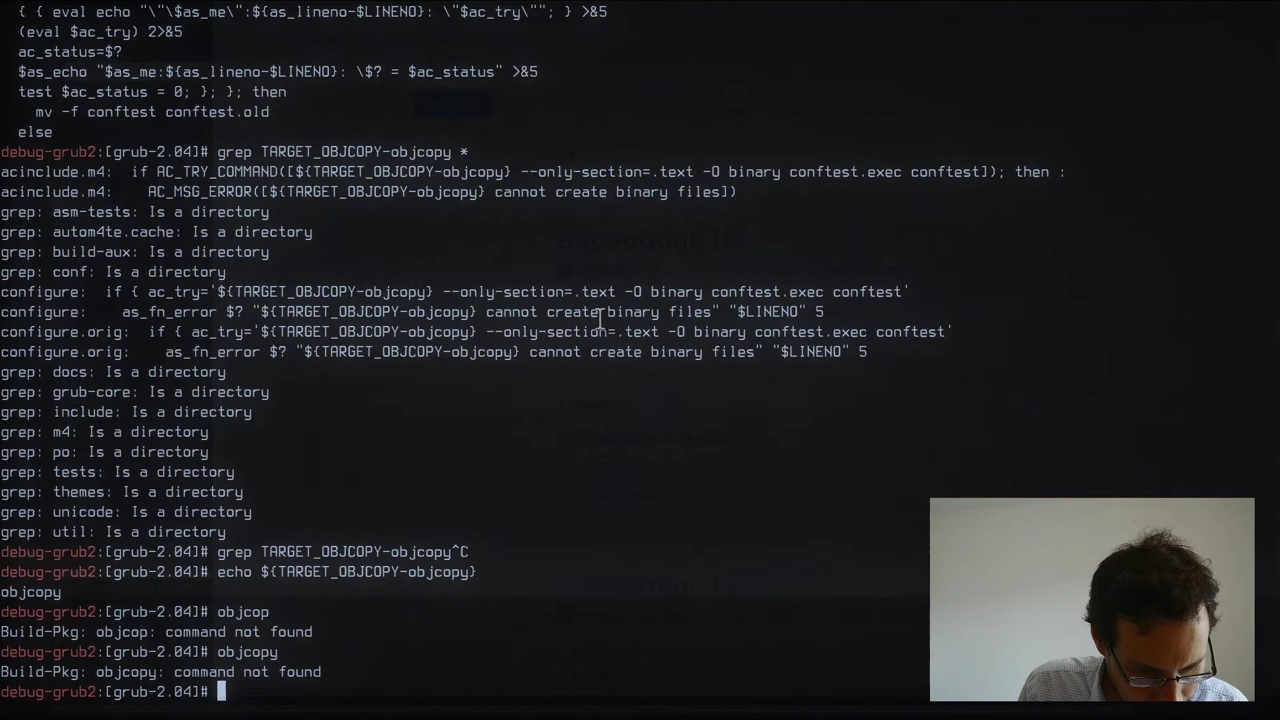 { { eval echo "\"\$as_me\":${as_lineno-$LINENO}: \"$ac_try\""; } >&5
(eval $ac_try) 2>&5
ac_status=$?
$as_echo "$as_me:${as_lineno-$LINENO}: \$? = $ac_status" >&5
test $ac_status = 0; }; }; then
mv -f conftest conftest.old
else
debug-grub2:[grub-2.04]# grep TARGET_OBJCOPY-objcopy *
acinclude.m4:  if AC_TRY_COMMAND([${TARGET_OBJCOPY-objcopy} --only-section=.text -O binary conftest.exec conftest]); then :
acinclude.m4:    AC_MSG_ERROR([${TARGET_OBJCOPY-objcopy} cannot create binary files])
grep: asm-tests: Is a directory
grep: autom4te.cache: Is a directory
grep: build-aux: Is a directory
grep: conf: Is a directory
configure:  if { ac_try='${TARGET_OBJCOPY-objcopy} --only-section=.text -O binary conftest.exec conftest'
configure:    as_fn_error $? "${TARGET_OBJCOPY-objcopy} cannot create binary files" "$LINENO" 5
configure.orig:  if { ac_try='${TARGET_OBJCOPY-objcopy} --only-section=.text -O binary conftest.exec conftest'
configure.orig:    as_fn_error $? "${TARGET_OBJCOPY-objcopy} cannot create binary files" "$LINENO" 5
grep: docs: Is a directory
grep: grub-core: Is a directory
grep: include: Is a directory
grep: m4: Is a directory
grep: po: Is a directory
grep: tests: Is a directory
grep: themes: Is a directory
grep: unicode: Is a directory
grep: util: Is a directory
debug-grub2:[grub-2.04]# grep TARGET_OBJCOPY-objcopy^C
debug-grub2:[grub-2.04]# echo ${TARGET_OBJCOPY-objcopy}
objcopy
debug-grub2:[grub-2.04]# objcop
Build-Pkg: objcop: command not found
debug-grub2:[grub-2.04]# objcopy
Build-Pkg: objcopy: command not found
debug-grub2:[grub-2.04]#